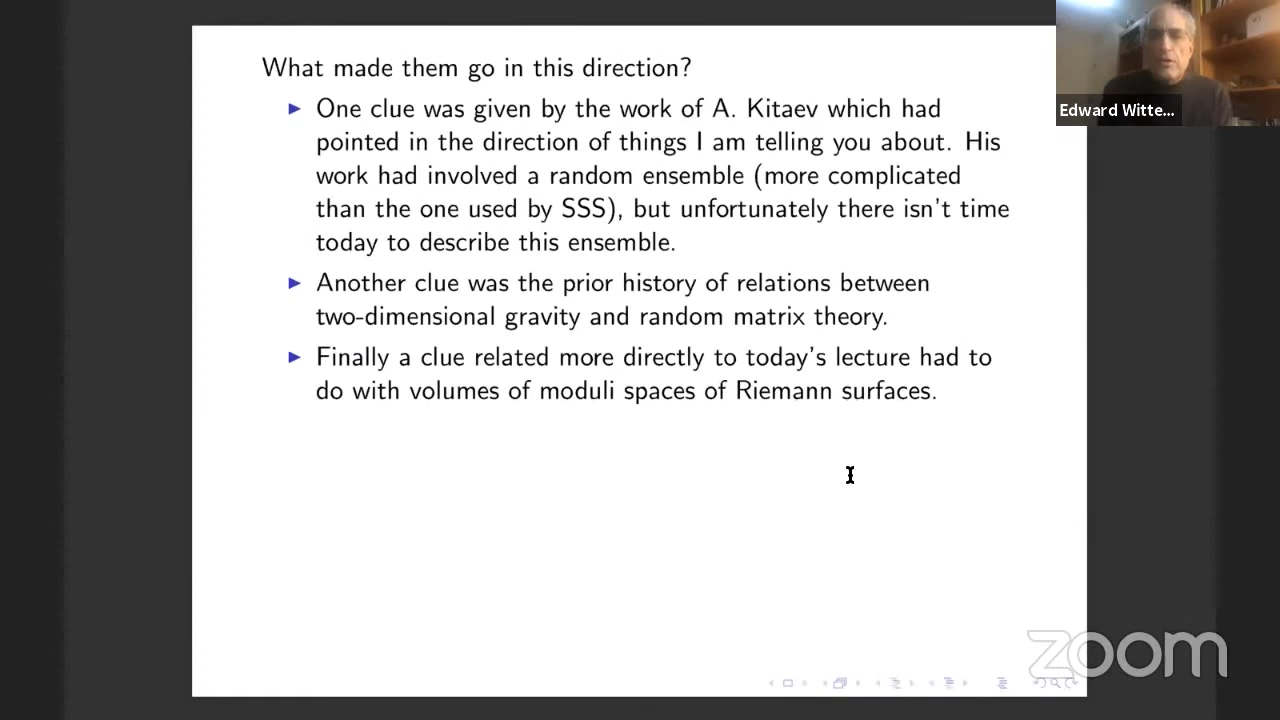 What made them go in this direction?
▶ One clue was given by the work of A. Kitaev which had
pointed in the direction of things I am telling you about. His
work had involved a random ensemble (more complicated
than the one used by SSS), but unfortunately there isn't time
today to describe this ensemble.
▶ Another clue was the prior history of relations between
two-dimensional gravity and random matrix theory.
▶ Finally a clue related more directly to today's lecture had to
do with volumes of moduli spaces of Riemann surfaces.
Edward Witte...
zoom